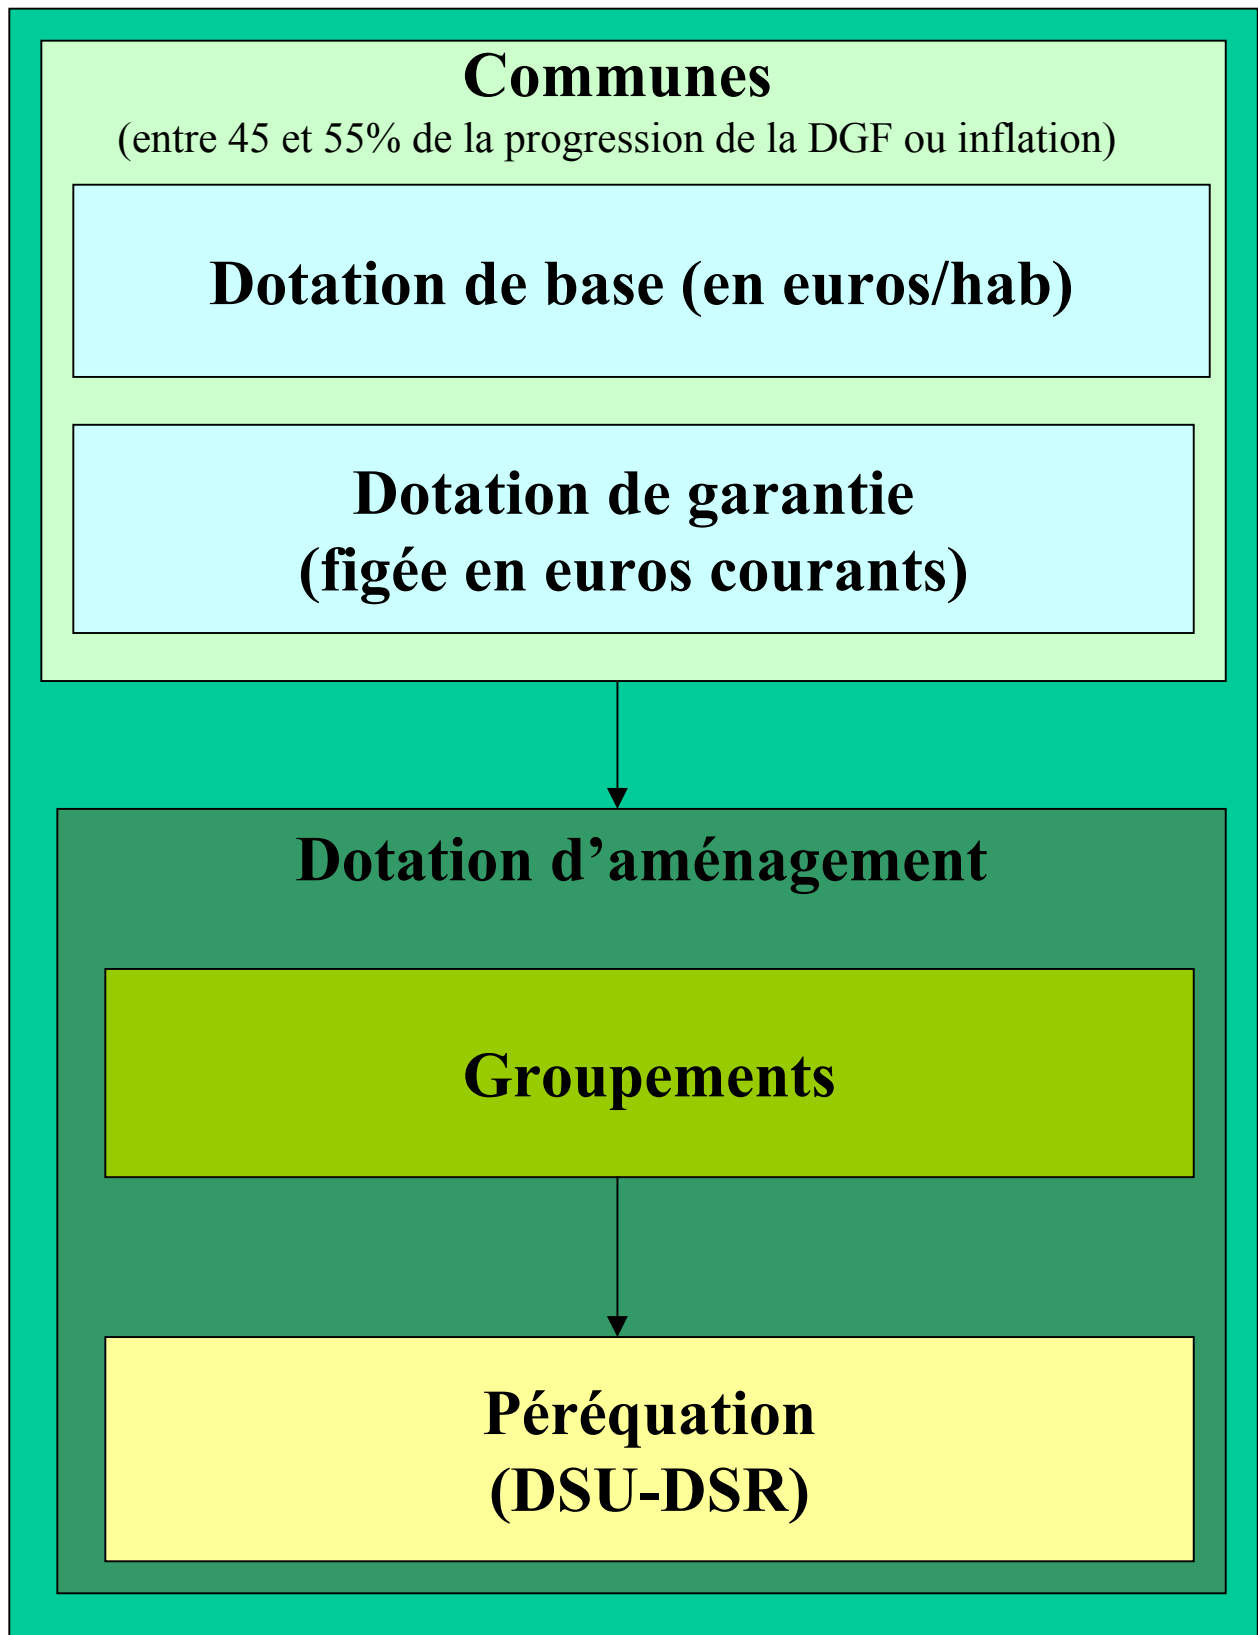 Communes
(entre 45 et 55% de la progression de la DGF ou inflation)
Dotation de base (en euros/hab)
Dotation de garantie
(figée en euros courants)
Dotation d’aménagement
Groupements
Péréquation
(DSU-DSR)